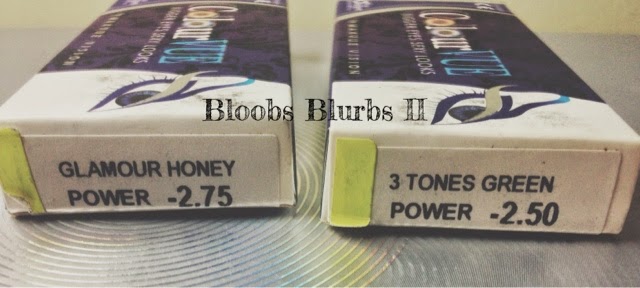 ColourVUE
Bloobs Blurbs II
GLAMOUR HONEY
POWER -2.75
ColourVUE
3 TONES GREEN
POWER -2.50